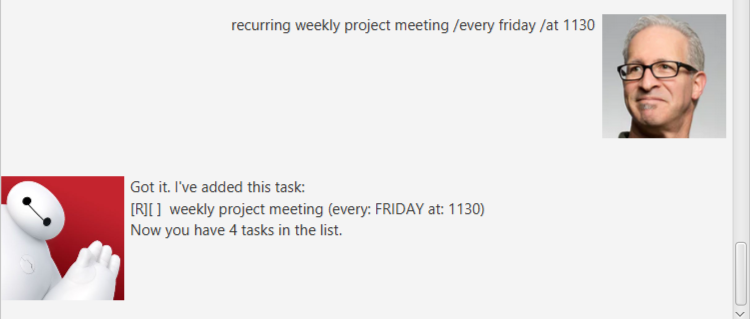 recurring weekly project meeting /every friday /at 1130
Got it. I've added this task:
[R][ ]  weekly project meeting (every: FRIDAY at: 1130)
Now you have 4 tasks in the list.